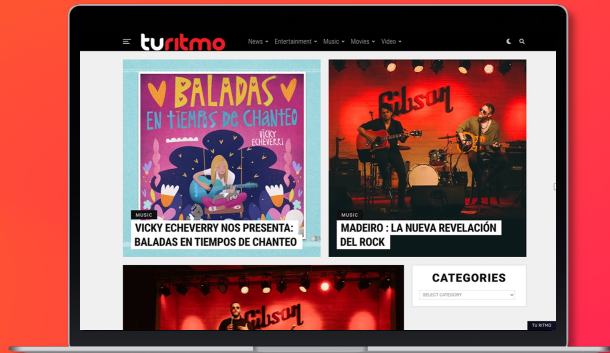 turitmo
News Entertainment Music Movies Video
BALADAS
EN TIEMPOS DE CHANTEO
VICKY
ECHEVERRI
MUSIC
VICKY ECHEVERRY NOS PRESENTA:
BALADAS EN TIEMPOS DE CHANTEO
Gibson
MUSIC
MADEIRO : LA NUEVA REVELACIÓN
DEL ROCK
Gibson
CATEGORIES
SELECT CATEGORY
TU RITMO